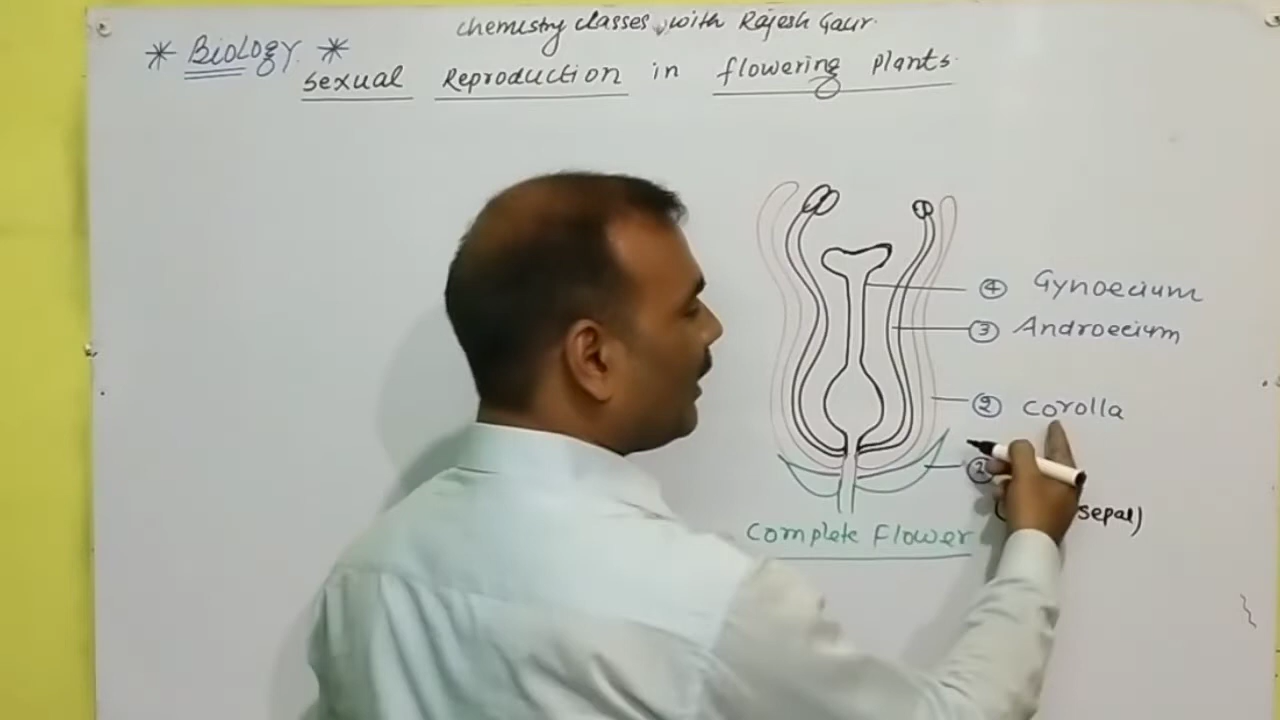 chemistry classes with Rajesh Gaur.
* Biology *
Sexual Reproduction in flowering plants.
④ Gynoecium
③ Androecium
② Corolla
②
sepal)
Complete Flower